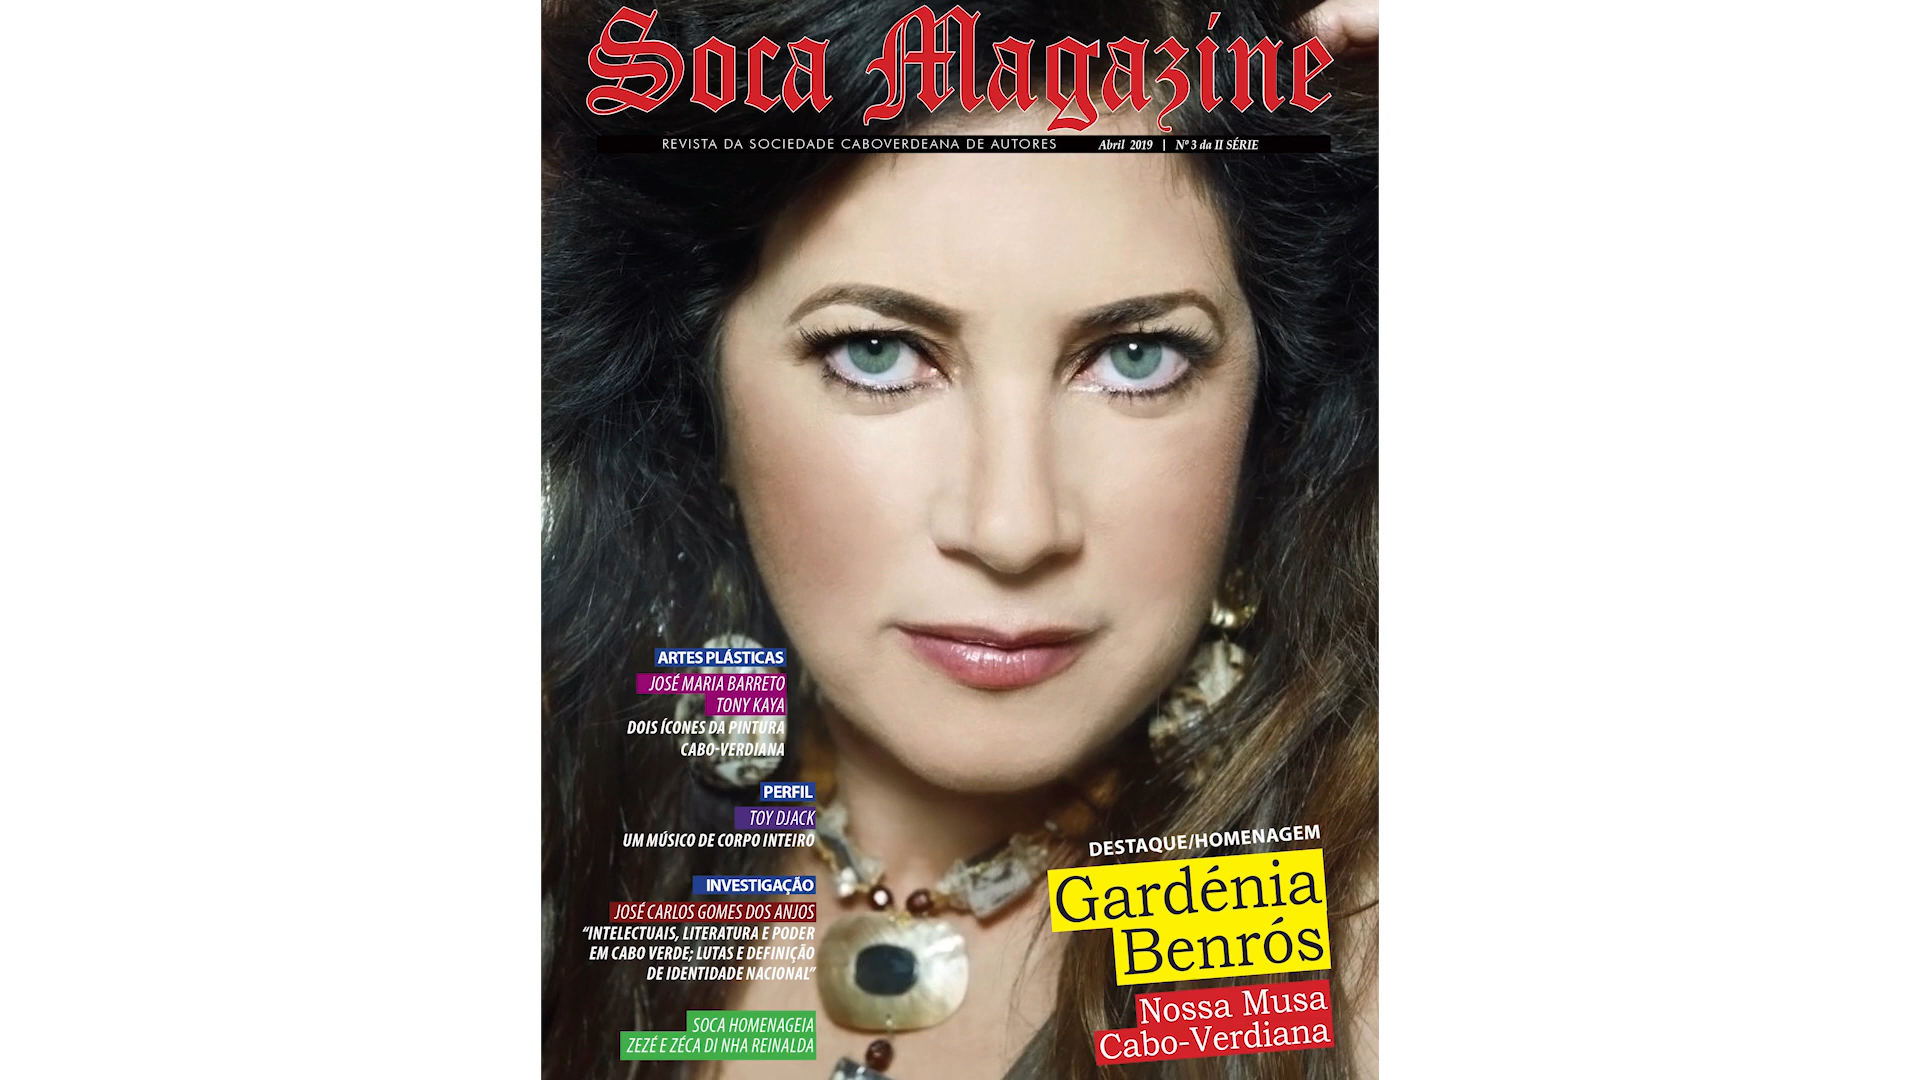 Soca Magazine
REVISTA DA SOCIEDADE CABOVERDEANA DE AUTORES Abril 2019 | Nº 3 da II SÉRIE
ARTES PLÁSTICAS
JOSÉ MARIA BARRETO
TONY KAYA
DOIS ÍCONES DA PINTURA
CABO-VERDIANA
PERFIL
TOY DJACK
UM MÚSICO DE CORPO INTEIRO
INVESTIGAÇÃO
JOSÉ CARLOS GOMES DOS ANJOS
“INTELECTUAIS, LITERATURA E PODER
EM CABO VERDE; LUTAS E DEFINIÇÃO
DE IDENTIDADE NACIONAL”
SOCA HOMENAGEIA
ZEZÉ E ZÉCA DI NHA REINALDA
DESTAQUE/HOMENAGEM
Gardénia
Benrós
Nossa Musa
Cabo-Verdiana